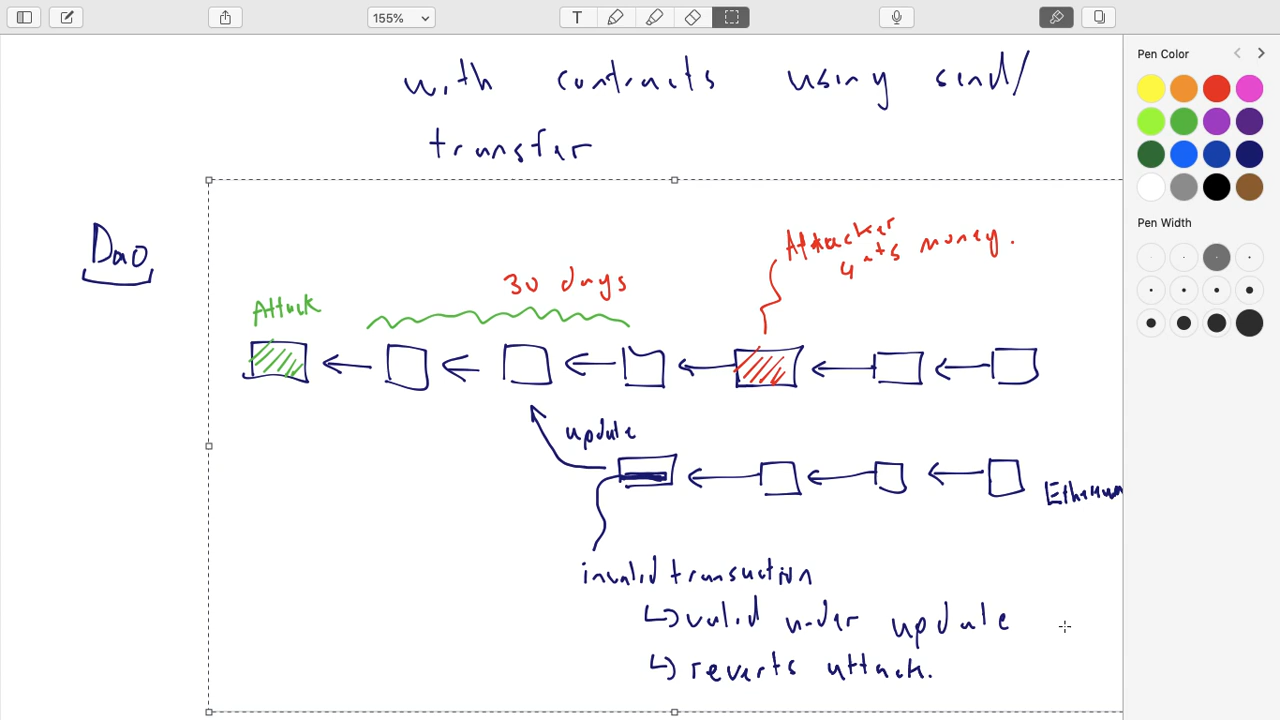 155%
T
Pen Color
Pen Width
with contracts using send/
transfer
Dao
Attacker
gets money.
30 days
Attack
update
Ethereum
invalid transaction
↳ valid under update
↳ reverts attack.